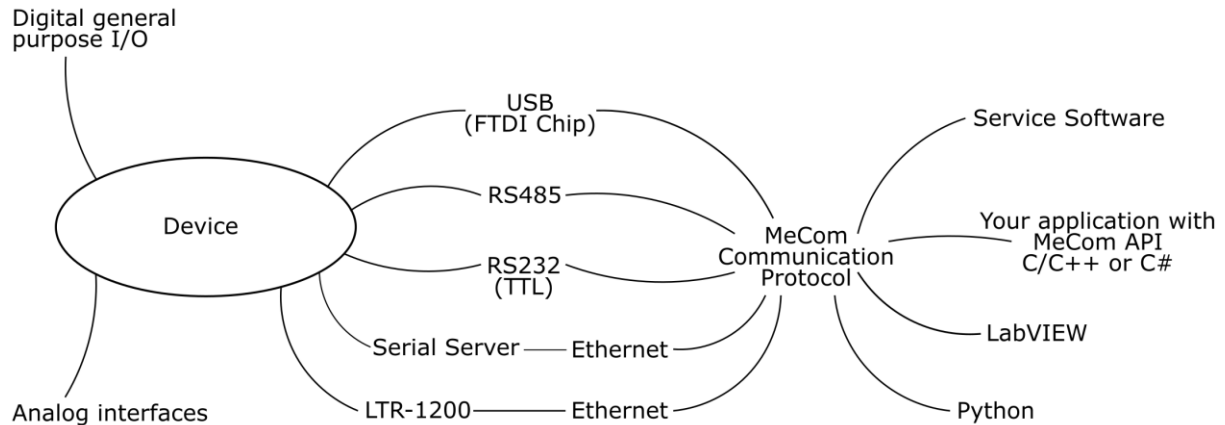 Digital general
purpose I/O
Device
Analog interfaces
USB
(FTDI Chip)
RS485
RS232
(TTL)
Serial Server
Ethernet
LTR-1200
Ethernet
MeCom
Communication
Protocol
Service Software
Your application with
MeCom API
C/C++ or C#
LabVIEW
Python